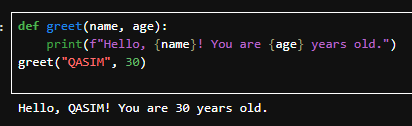 :
def greet(name, age):
    print(f"Hello, {name}! You are {age} years old.")
greet("QASIM", 30)
Hello, QASIM! You are 30 years old.